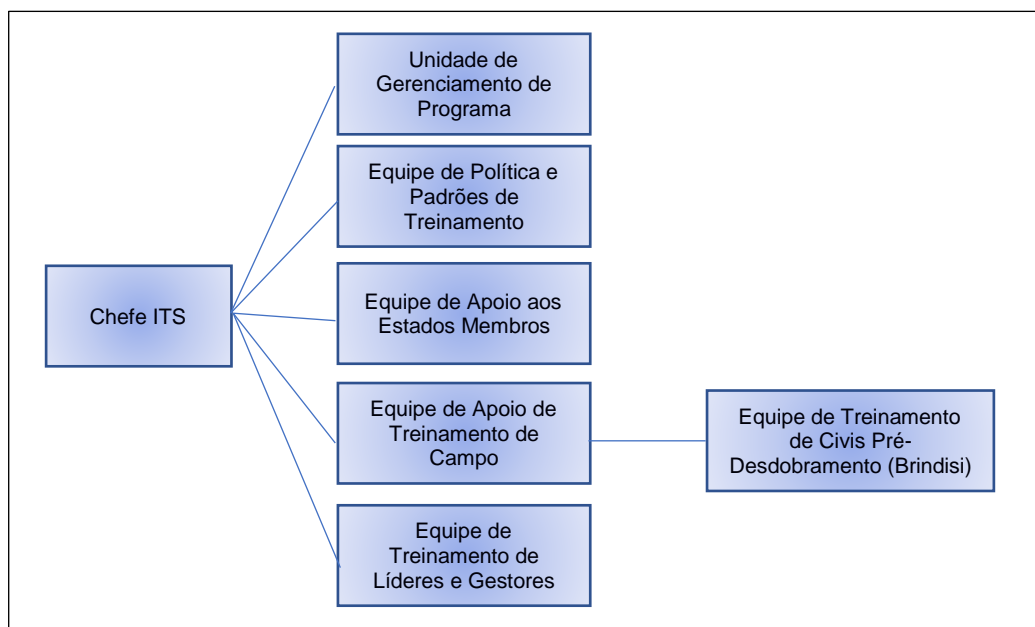 Unidade de
Gerenciamento de
Programa
Equipe de Política e
Padrões de
Treinamento
Chefe ITS
Equipe de Apoio aos
Estados Membros
Equipe de Apoio de
Treinamento de
Campo
Equipe de Treinamento
de Civis Pré-
Desdobramento (Brindisi)
Equipe de
Treinamento de
Líderes e Gestores